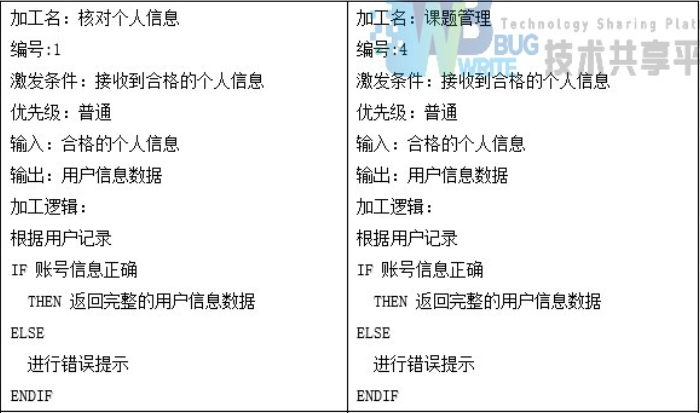 加工名：核对个人信息
编号:1
激发条件：接收到合格的个人信息
优先级：普通
输入：合格的个人信息
输出：用户信息数据
加工逻辑：
根据用户记录
IF 账号信息正确
THEN 返回完整的用户信息数据
ELSE
进行错误提示
ENDIF
加工名：课题管理
编号:4
激发条件：接收到合格的个人信息
优先级：普通
输入：合格的个人信息
输出：用户信息数据
加工逻辑：
根据用户记录
IF 账号信息正确
THEN 返回完整的用户信息数据
ELSE
进行错误提示
ENDIF
Technology Sharing Plat
BUG
WRITE
技术共享平